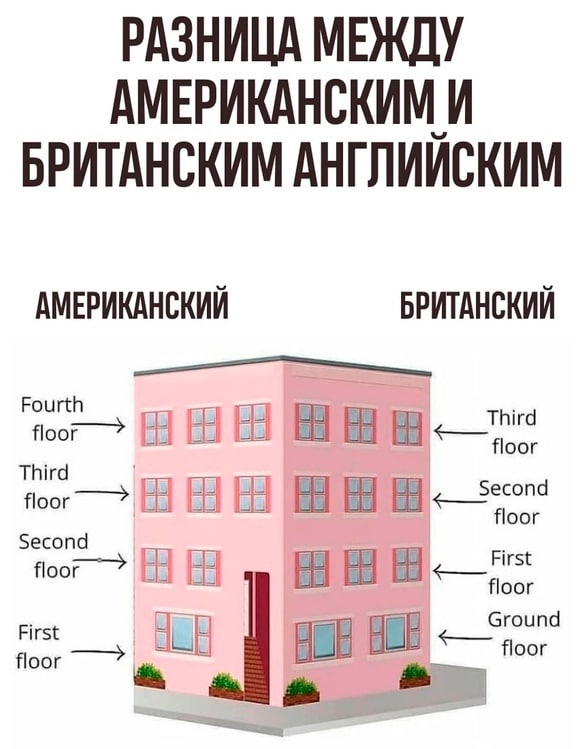 РАЗНИЦА МЕЖДУ
АМЕРИКАНСКИМ И
БРИТАНСКИМ АНГЛИЙСКИМ
АМЕРИКАНСКИЙ
БРИТАНСКИЙ
Fourth
floor
Third
floor
Second
floor
First
floor
Third
floor
Second
floor
First
floor
Ground
floor